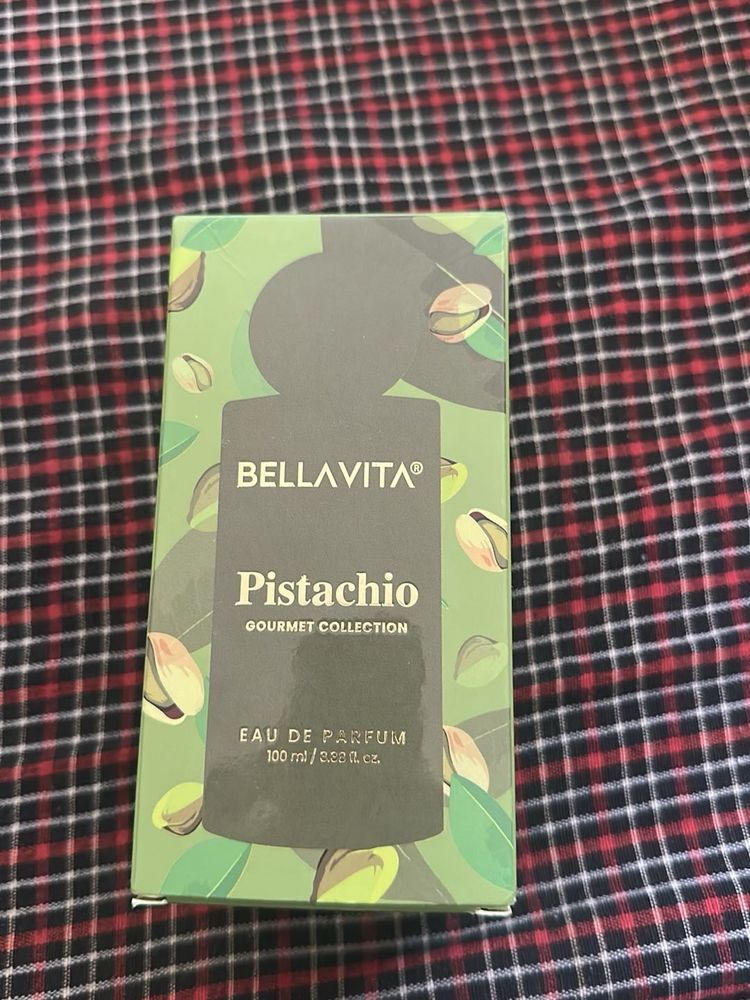 BELLAVITA®
Pistachio
GOURMET COLLECTION
EAU DE PARFUM
100 ml / 3.38 fl. oz.